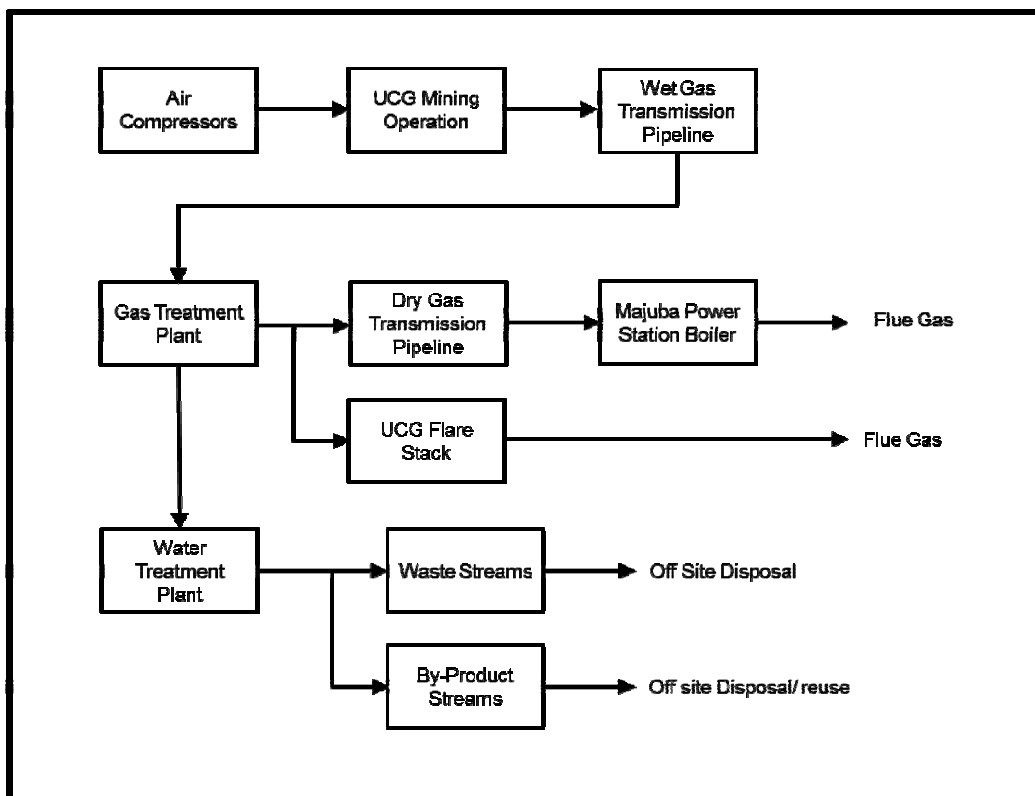 Air
Compressors
UCG Mining
Operation
Wet Gas
Transmission
Pipeline
Gas Treatment
Plant
Dry Gas
Transmission
Pipeline
Majuba Power
Station Boiler
Flue Gas
UCG Flare
Stack
Flue Gas
Water
Treatment
Plant
Waste Streams
Off Site Disposal
By-Product
Streams
Off site Disposal/ reuse